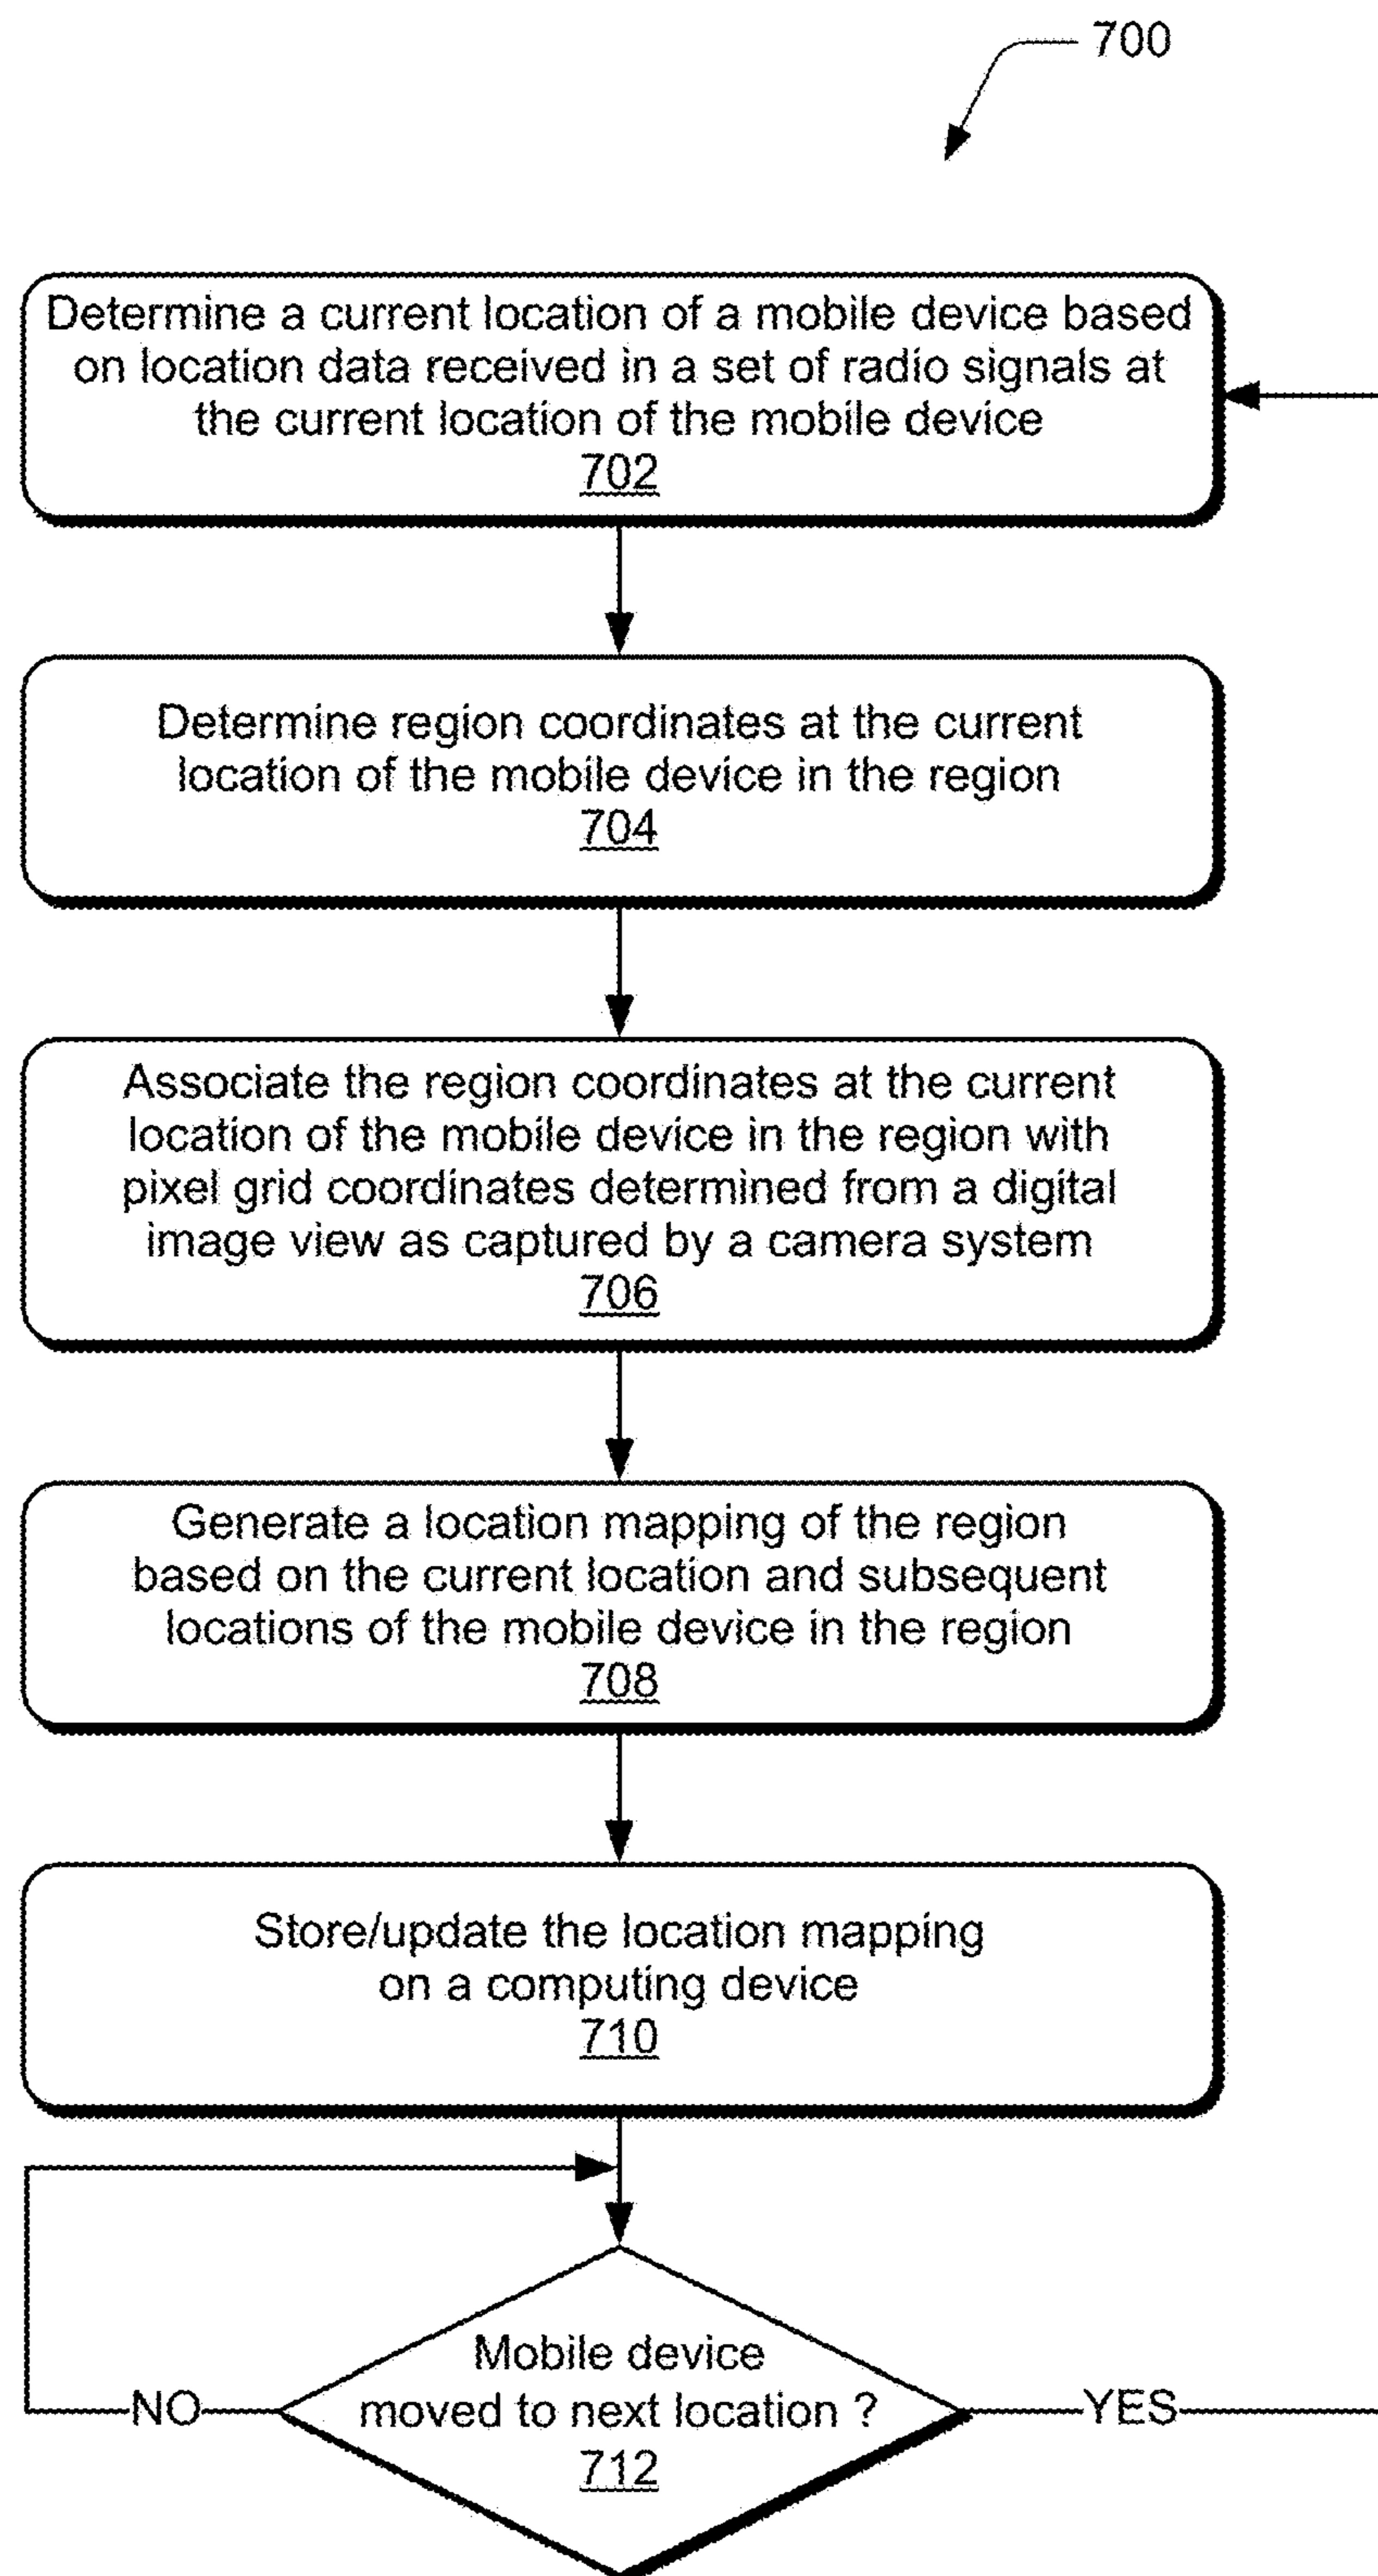 700
Determine a current location of a mobile device based
on location data received in a set of radio signals at
the current location of the mobile device
702
Determine region coordinates at the current
location of the mobile device in the region
704
Associate the region coordinates at the current
location of the mobile device in the region with
pixel grid coordinates determined from a digital
image view as captured by a camera system
706
Generate a location mapping of the region
based on the current location and subsequent
locations of the mobile device in the region
708
Store/update the location mapping
on a computing device
710
Mobile device
NO moved to next location ? YES
712